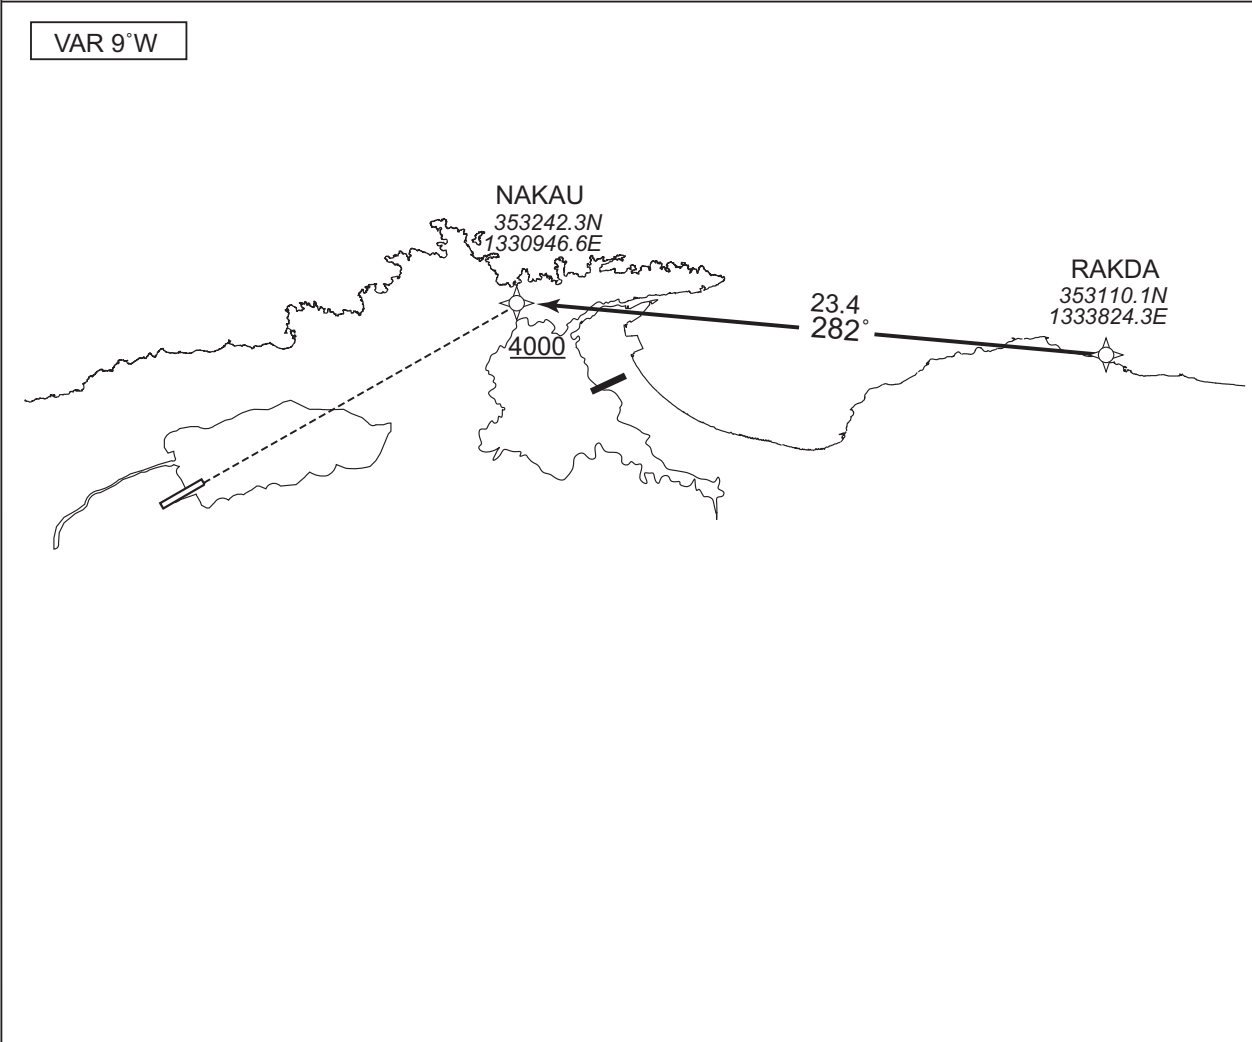 VAR 9˚W
NAKAU
353242.3N
1330946.6E
RAKDA
353110.1N
1333824.3E
23.4
282˚
4000